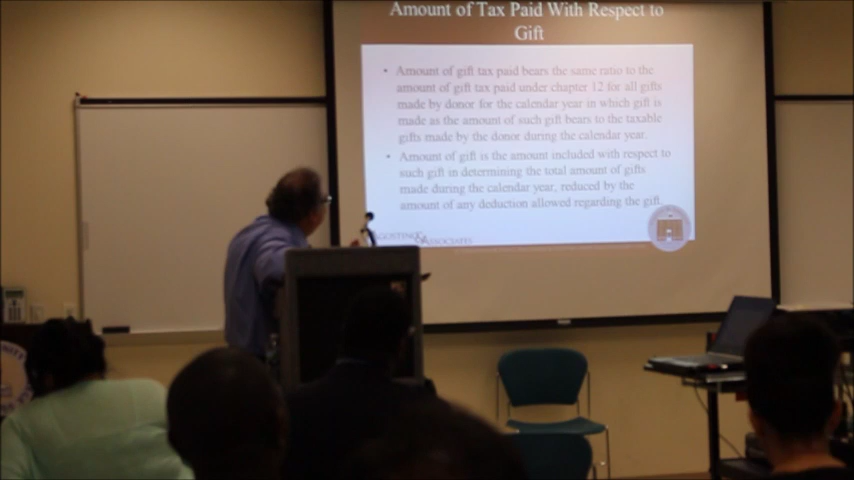 Amount of Tax Paid With Respect to
Gift
• Amount of gift tax paid bears the same ratio to the
amount of gift tax paid under chapter 12 for all gifts
made by donor for the calendar year in which gift is
made as the amount of such gift bears to the taxable
gifts made by the donor during the calendar year.
• Amount of gift is the amount included with respect to
such gift in determining the total amount of gifts
made during the calendar year, reduced by the
amount of any deduction allowed regarding the gift.
AGOSTINO & ASSOCIATES